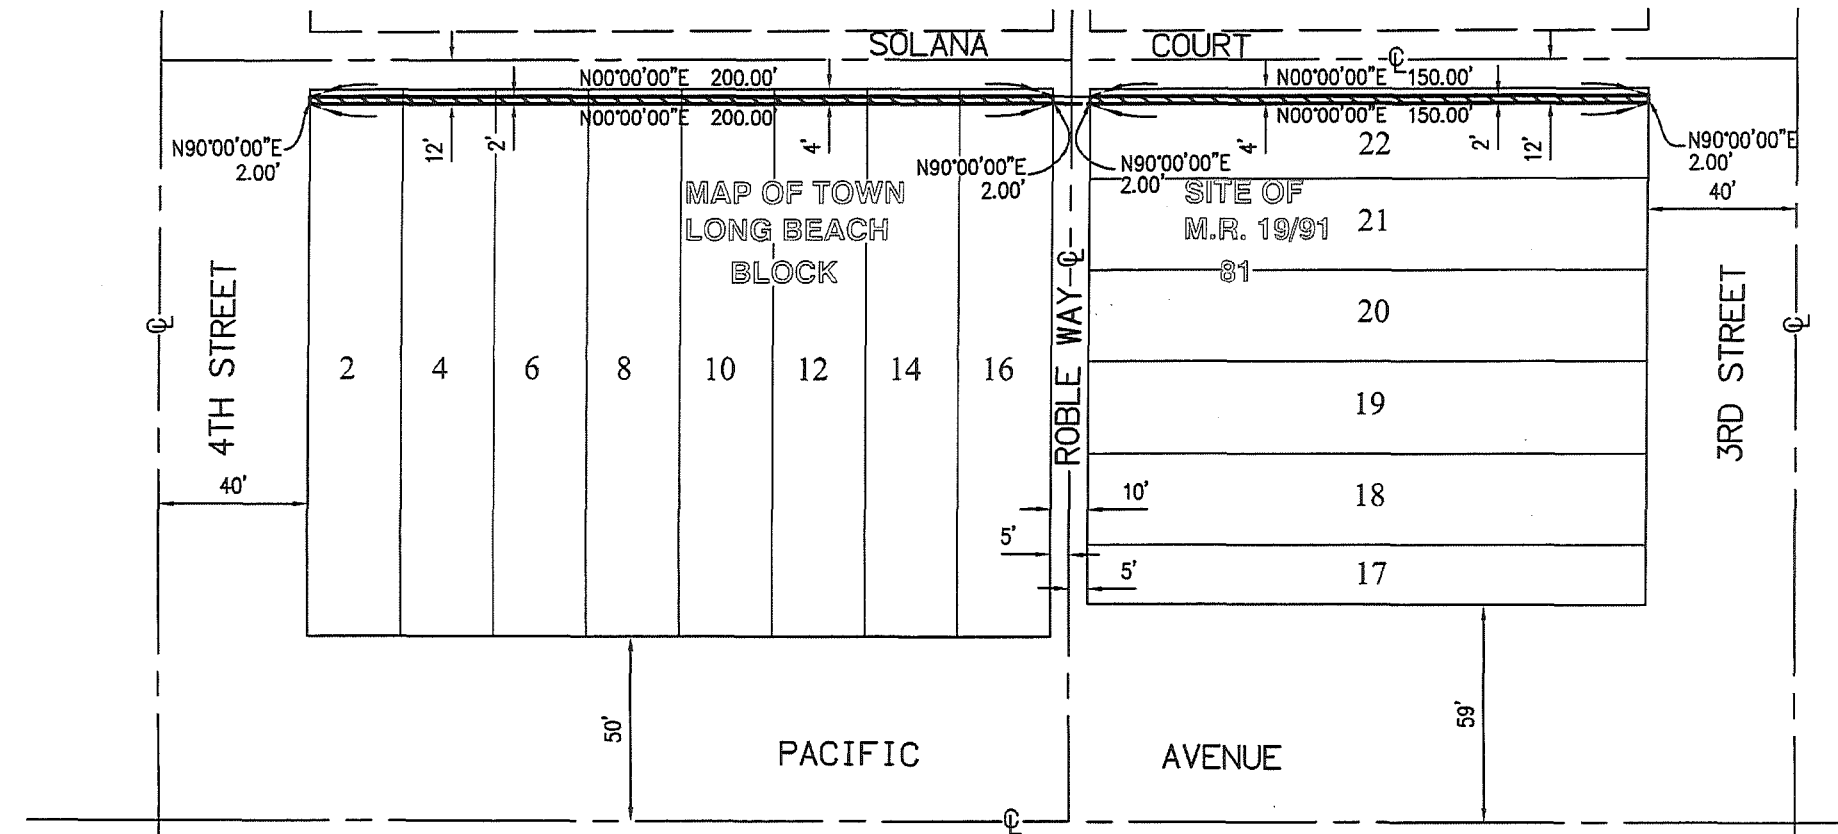 SOLANA COURT
℄
N00°00'00"E 200.00'
N00°00'00"E 150.00'
N00°00'00"E 200.00'
N00°00'00"E 150.00'
N90°00'00"E
2.00'
12'
2'
4'
N90°00'00"E
2.00'
N90°00'00"E
2.00'
4'
22
2'
12'
N90°00'00"E
2.00'
MAP OF TOWN SITE OF
LONG BEACH M.R. 19/91
BLOCK 81
40'
21
20
19
18
17
4TH STREET
℄
2 4 6 8 10 12 14 16
ROBLE WAY ℄
3RD STREET
℄
40'
10'
5'
5'
50'
59'
PACIFIC AVENUE
℄